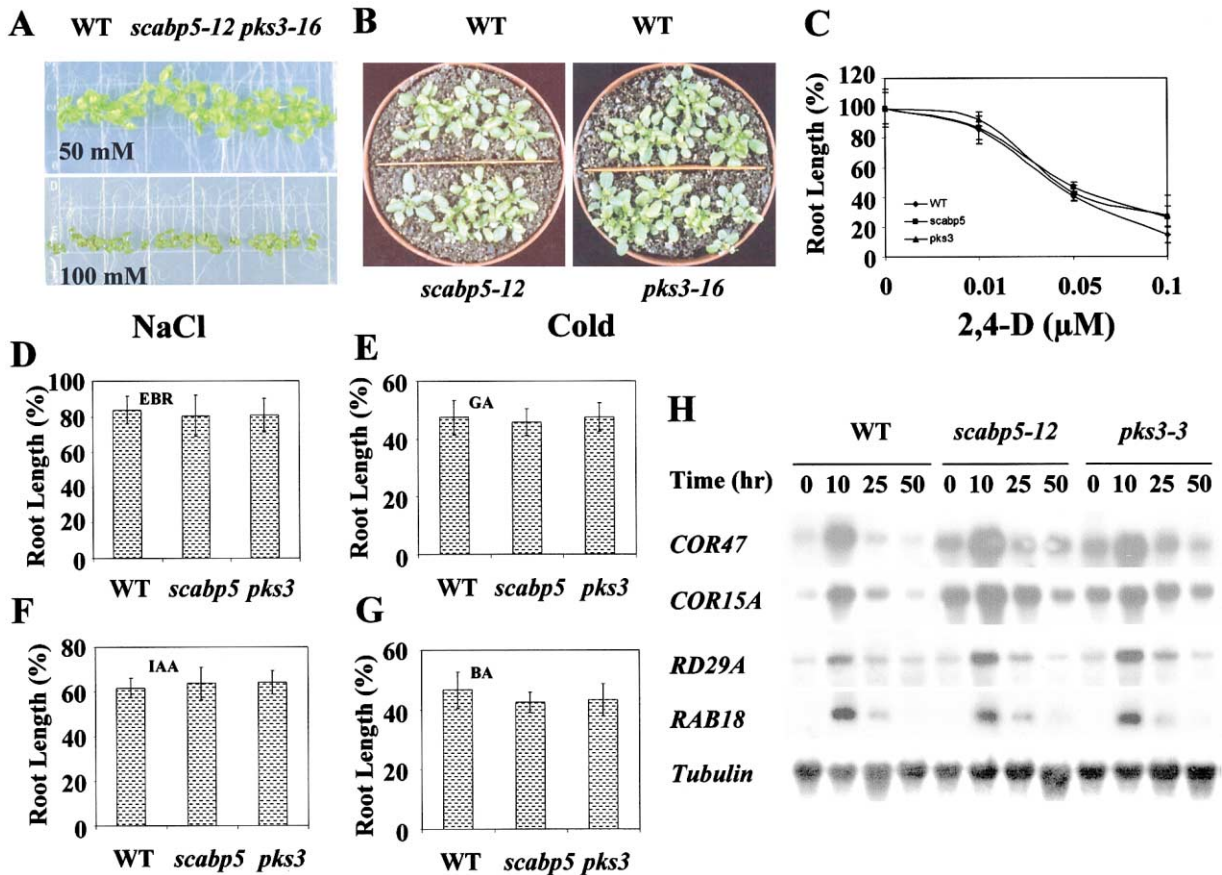 A WT scabp5-12 pks3-16
50 mM
100 mM
NaCl
B WT WT
scabp5-12 pks3-16
Cold
C
Root Length (%)
120
100
80
60
40
20
0
WT
scabp5
pks3
0 0.01 0.05 0.1
2,4-D (µM)
D
Root Length (%)
100
80
60
40
20
0
EBR
WT scabp5 pks3
E
Root Length (%)
60
40
20
0
GA
WT scabp5 pks3
F
Root Length (%)
80
60
40
20
0
IAA
WT scabp5 pks3
G
Root Length (%)
60
40
20
0
BA
WT scabp5 pks3
H
WT scabp5-12 pks3-3
Time (hr) 0 10 25 50 0 10 25 50 0 10 25 50
COR47
COR15A
RD29A
RAB18
Tubulin